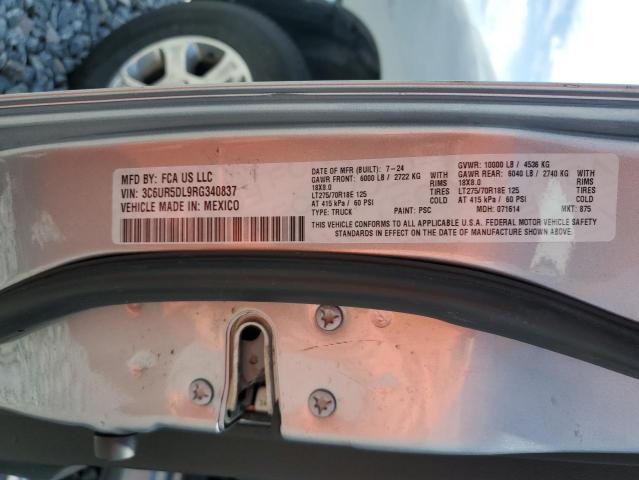 MFD BY: FCA US LLC
VIN: 3C6UR5DL9RG340837
VEHICLE MADE IN: MEXICO
DATE OF MFR (BUILT): 7-24 GVWR: 10000 LB / 4536 KG
GAWR FRONT: 6000 LB / 2722 KG WITH GAWR REAR: 6040 LB / 2740 KG WITH
18X8.0 RIMS 18X8.0 RIMS
LT275/70R18E 125 TIRES LT275/70R18E 125 TIRES
AT 415 kPa / 60 PSI COLD AT 415 kPa / 60 PSI COLD
TYPE: TRUCK PAINT: PSC MDH: 071614 MKT: 875
THIS VEHICLE CONFORMS TO ALL APPLICABLE U.S.A. FEDERAL MOTOR VEHICLE SAFETY
STANDARDS IN EFFECT ON THE DATE OF MANUFACTURE SHOWN ABOVE.